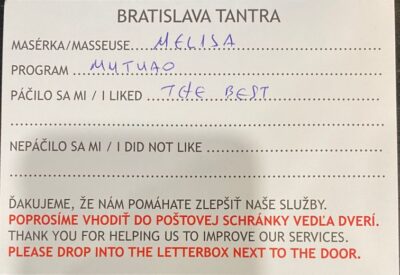 BRATISLAVA TANTRA
MASÉRKA/MASSEUSE MELISA
PROGRAM MUTUAO
PÁČILO SA MI / I LIKED THE BEST
NEPÁČILO SA MI / I DID NOT LIKE
ĎAKUJEME, ŽE NÁM POMÁHATE ZLEPŠIŤ NAŠE SLUŽBY.
POPROSÍME VHODIŤ DO POŠTOVEJ SCHRÁNKY VEDĽA DVERÍ.
THANK YOU FOR HELPING US TO IMPROVE OUR SERVICES.
PLEASE DROP INTO THE LETTERBOX NEXT TO THE DOOR.